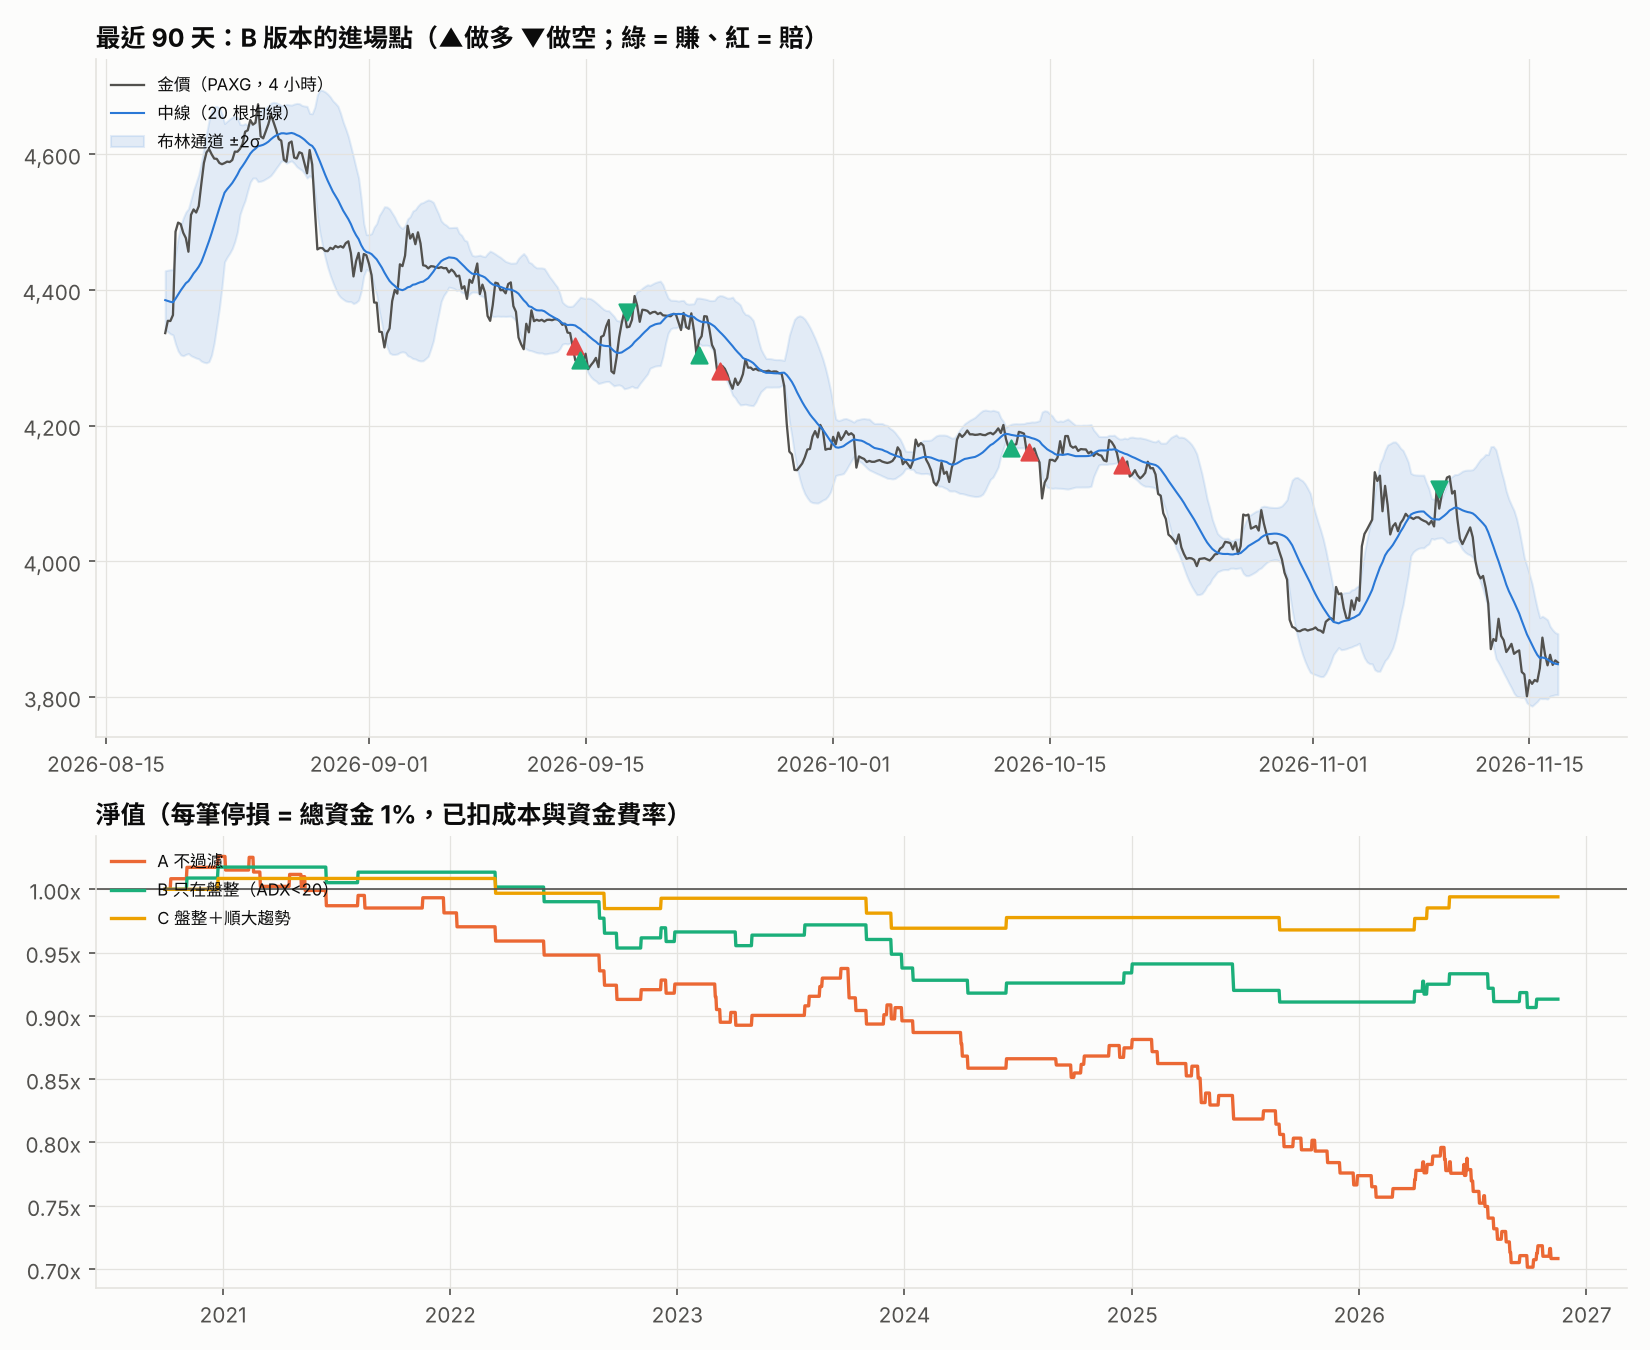 最近 90 天：B 版本的進場點（▲做多 ▼做空；綠 = 賺、紅 = 賠）
金價（PAXG，4 小時）
中線（20 根均線）
布林通道 ±2σ
4,600
4,400
4,200
4,000
3,800
2026-08-15
2026-09-01
2026-09-15
2026-10-01
2026-10-15
2026-11-01
2026-11-15
淨值（每筆停損 = 總資金 1%，已扣成本與資金費率）
A 不過濾
B 只在盤整（ADX<20）
C 盤整＋順大趨勢
1.00x
0.95x
0.90x
0.85x
0.80x
0.75x
0.70x
2021
2022
2023
2024
2025
2026
2027